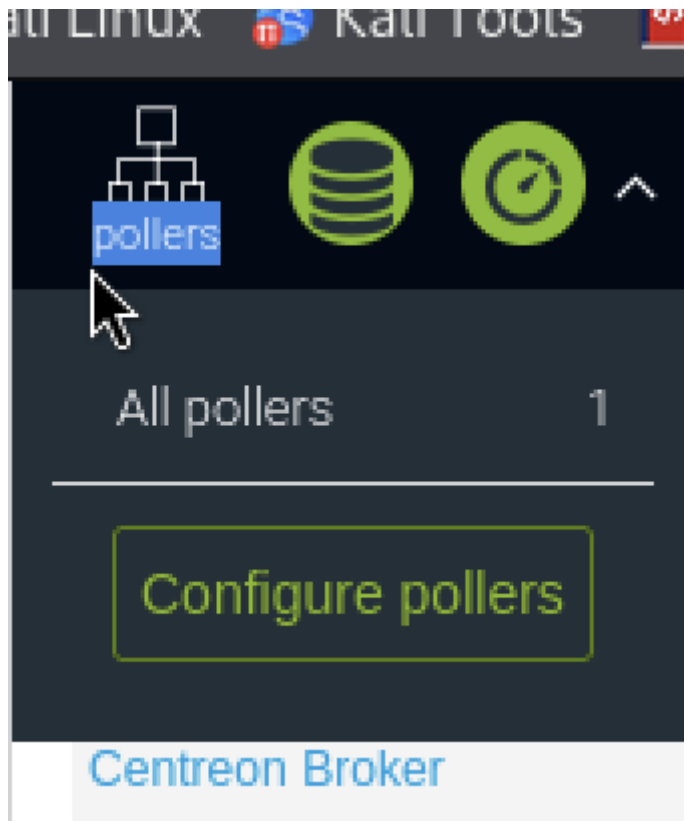 ali Linux Kali Tools
pollers
All pollers 1
Configure pollers
Centreon Broker